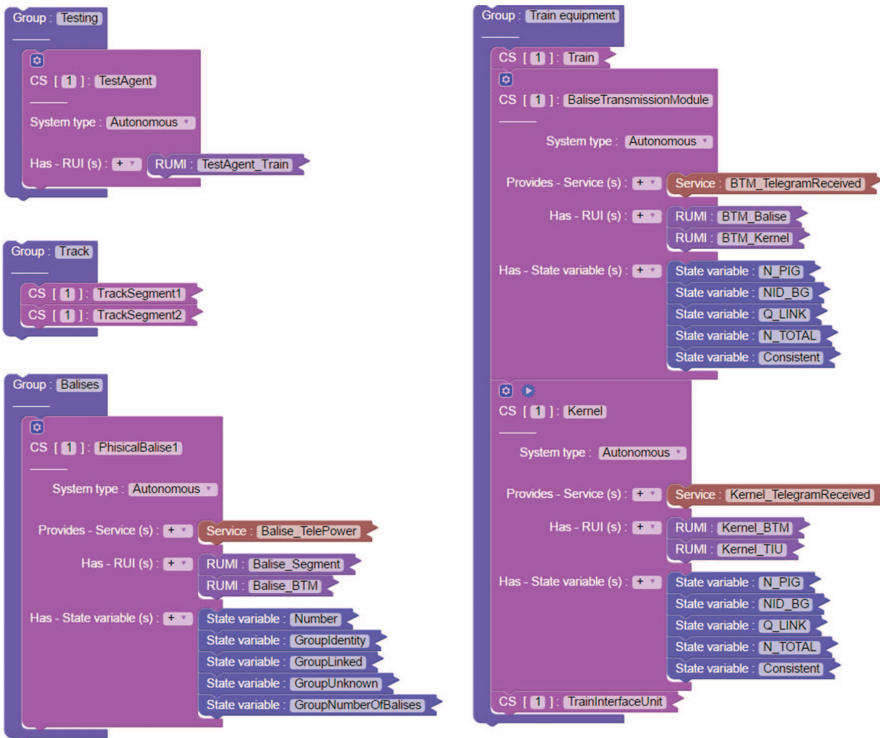 Group : Testing
CS [ 1 ] : TestAgent
System type : Autonomous
Has - RUI (s) : + RUMI : TestAgent_Train
Group : Track
CS [ 1 ] : TrackSegment1
CS [ 1 ] : TrackSegment2
Group : Balises
CS [ 1 ] : PhisicalBalise1
System type : Autonomous
Provides - Service (s) : + Service : Balise_TelePower
Has - RUI (s) : + RUMI : Balise_Segment
RUMI : Balise_BTM
Has - State variable (s) : + State variable : Number
State variable : GroupIdentity
State variable : GroupLinked
State variable : GroupUnknown
State variable : GroupNumberOfBalises
Group : Train equipment
CS [ 1 ] : Train
CS [ 1 ] : BaliseTransmissionModule
System type : Autonomous
Provides - Service (s) : + Service : BTM_TelegramReceived
Has - RUI (s) : + RUMI : BTM_Balise
RUMI : BTM_Kernel
Has - State variable (s) : + State variable : N_PIG
State variable : NID_BG
State variable : Q_LINK
State variable : N_TOTAL
State variable : Consistent
CS [ 1 ] : Kernel
System type : Autonomous
Provides - Service (s) : + Service : Kernel_TelegramReceived
Has - RUI (s) : + RUMI : Kernel_BTM
RUMI : Kernel_TIU
Has - State variable (s) : + State variable : N_PIG
State variable : NID_BG
State variable : Q_LINK
State variable : N_TOTAL
State variable : Consistent
CS [ 1 ] : TrainInterfaceUnit